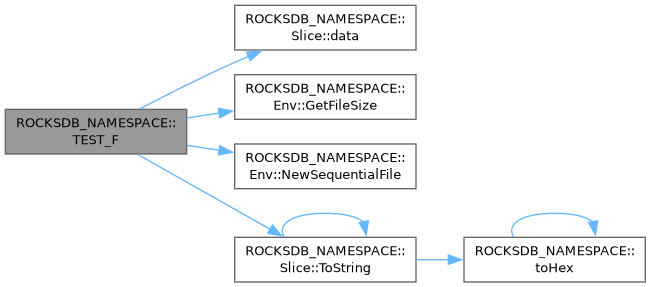 ROCKSDB_NAMESPACE::
TEST_F
ROCKSDB_NAMESPACE::
Slice::data
ROCKSDB_NAMESPACE::
Env::GetFileSize
ROCKSDB_NAMESPACE::
Env::NewSequentialFile
ROCKSDB_NAMESPACE::
Slice::ToString
ROCKSDB_NAMESPACE::
toHex